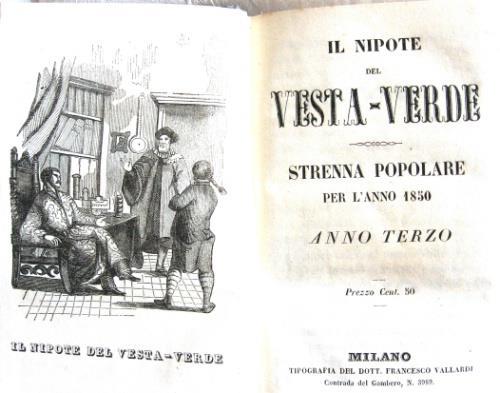 IL NIPOTE DEL VESTA-VERDE
IL NIPOTE
DEL
VESTA-VERDE
STRENNA POPOLARE
PER L'ANNO 1850
ANNO TERZO
Prezzo Cent. 50
MILANO
TIPOGRAFIA DEL DOTT. FRANCESCO VALLARDI
Contrada del Gambero, N. 3989.